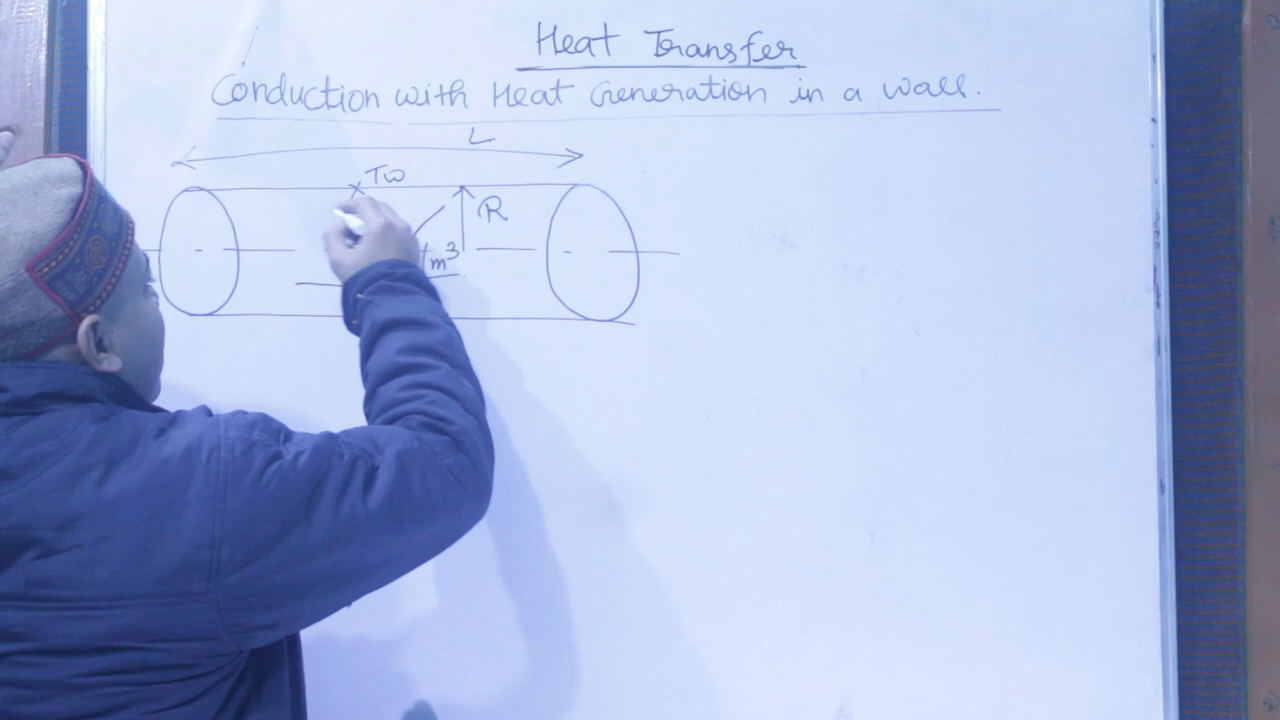 Heat Transfer
Conduction with Heat Generation in a wall.
L
Tw
R
/m³